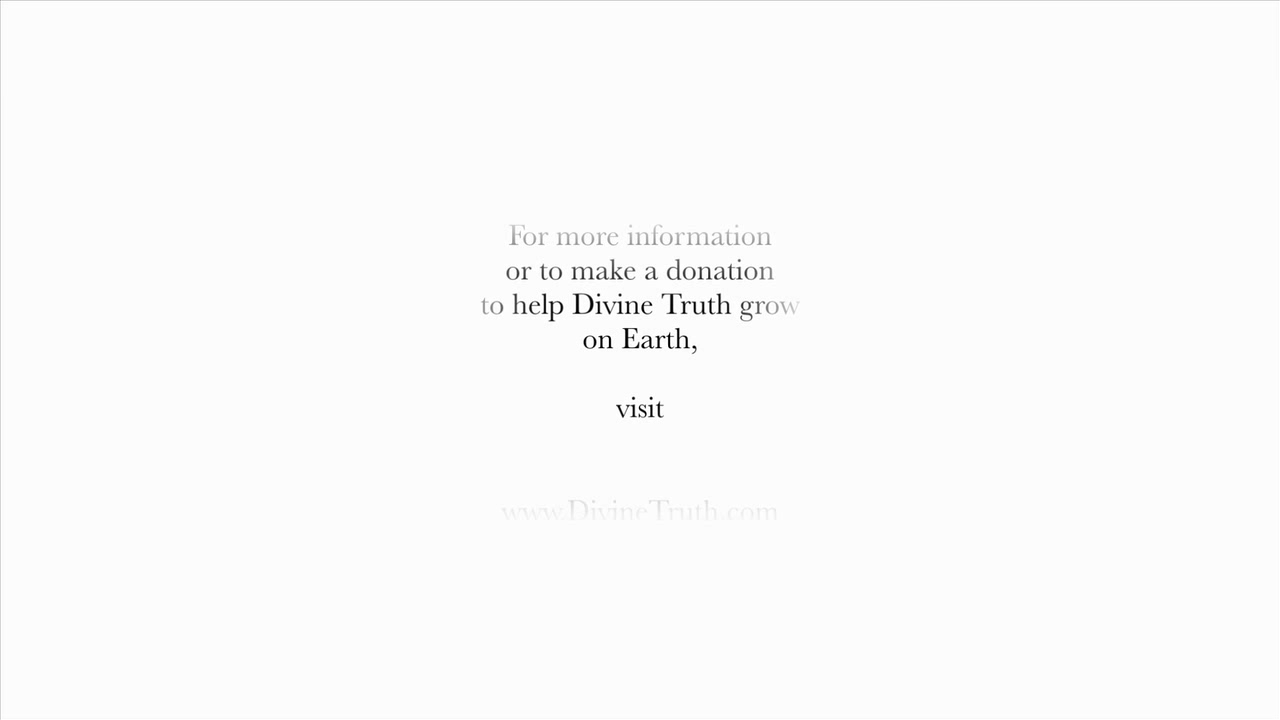 For more information
or to make a donation
to help Divine Truth grow
on Earth,
visit
www.DivineTruth.com